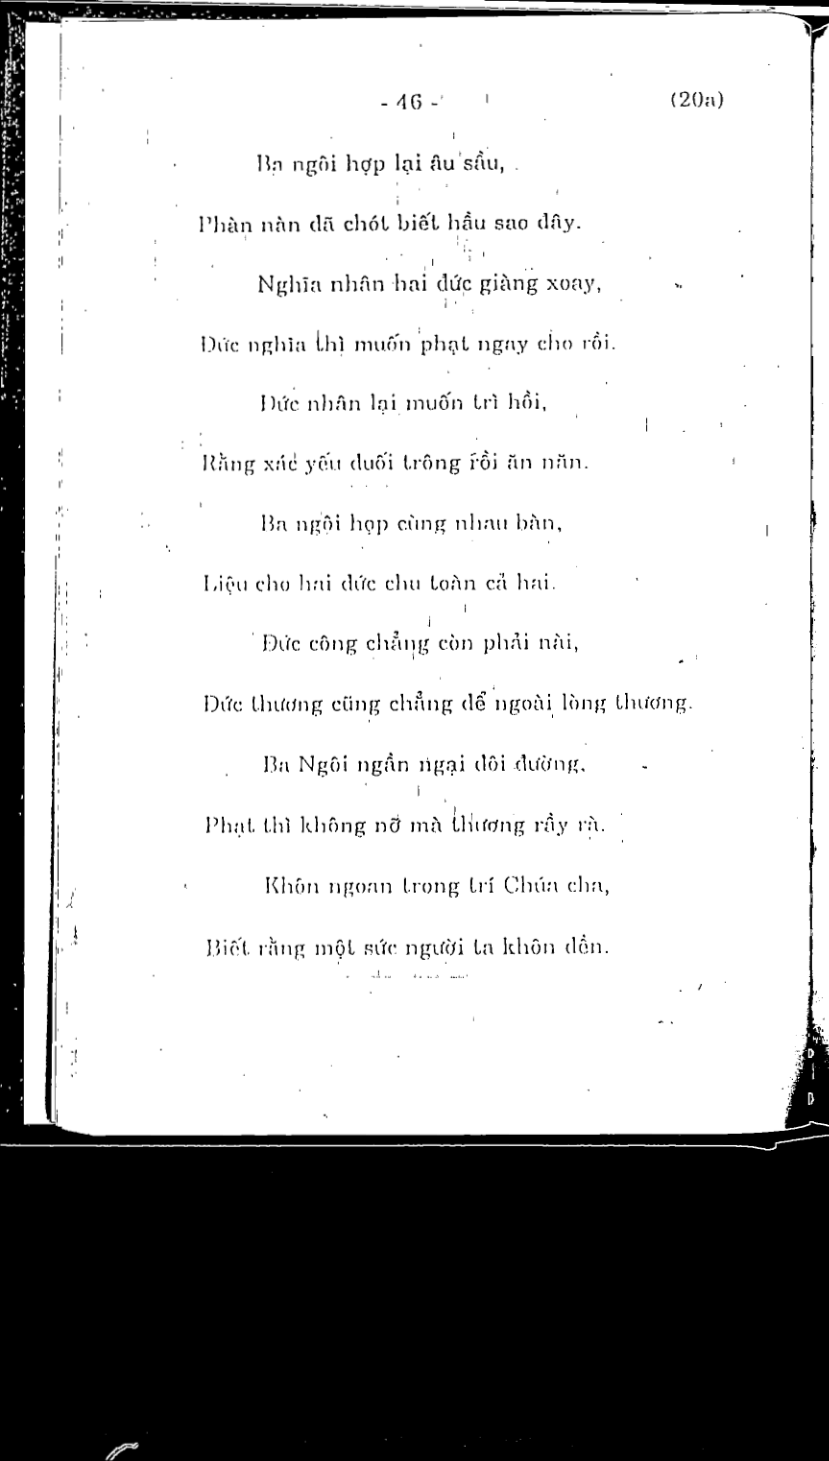 - 46 - (20a)
Ba ngôi hợp lại âu sầu,
Phàn nàn đã chót biết hầu sao đây.
Nghĩa nhân hai đức giàng xoay,
Đức nghĩa thì muốn phạt ngay cho rồi.
Đức nhân lại muốn trì hồi,
Rằng xác yếu đuối trông rồi ăn năn.
Ba ngôi họp cùng nhau bàn,
Liệu cho hai đức chu toàn cả hai.
Đức công chẳng còn phải nài,
Đức thương cũng chẳng để ngoài lòng thương.
Ba Ngôi ngần ngại đôi đường,
Phạt thì không nỡ mà thương rầy rà.
Khôn ngoan trong trí Chúa cha,
Biết rằng một sức người ta khôn đền.